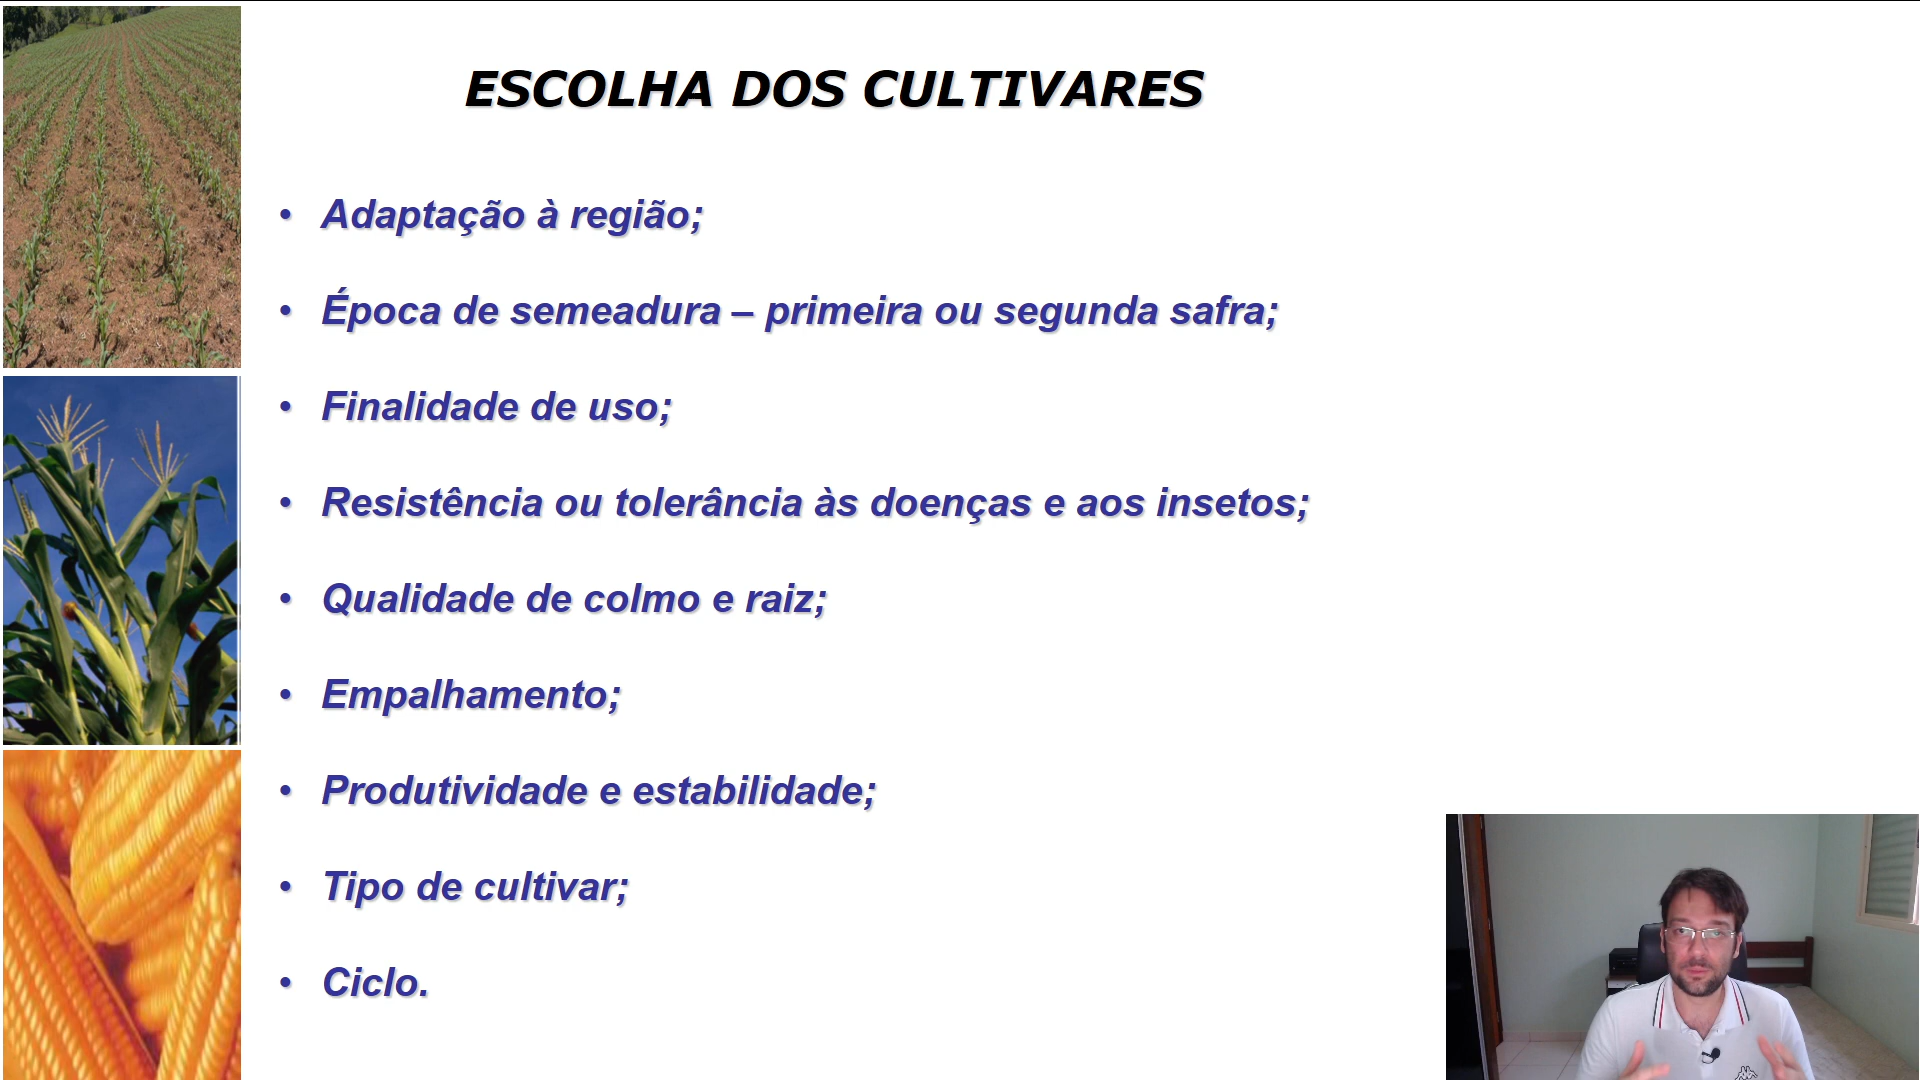 ESCOLHA DOS CULTIVARES
• Adaptação à região;
• Época de semeadura – primeira ou segunda safra;
• Finalidade de uso;
• Resistência ou tolerância às doenças e aos insetos;
• Qualidade de colmo e raiz;
• Empalhamento;
• Produtividade e estabilidade;
• Tipo de cultivar;
• Ciclo.